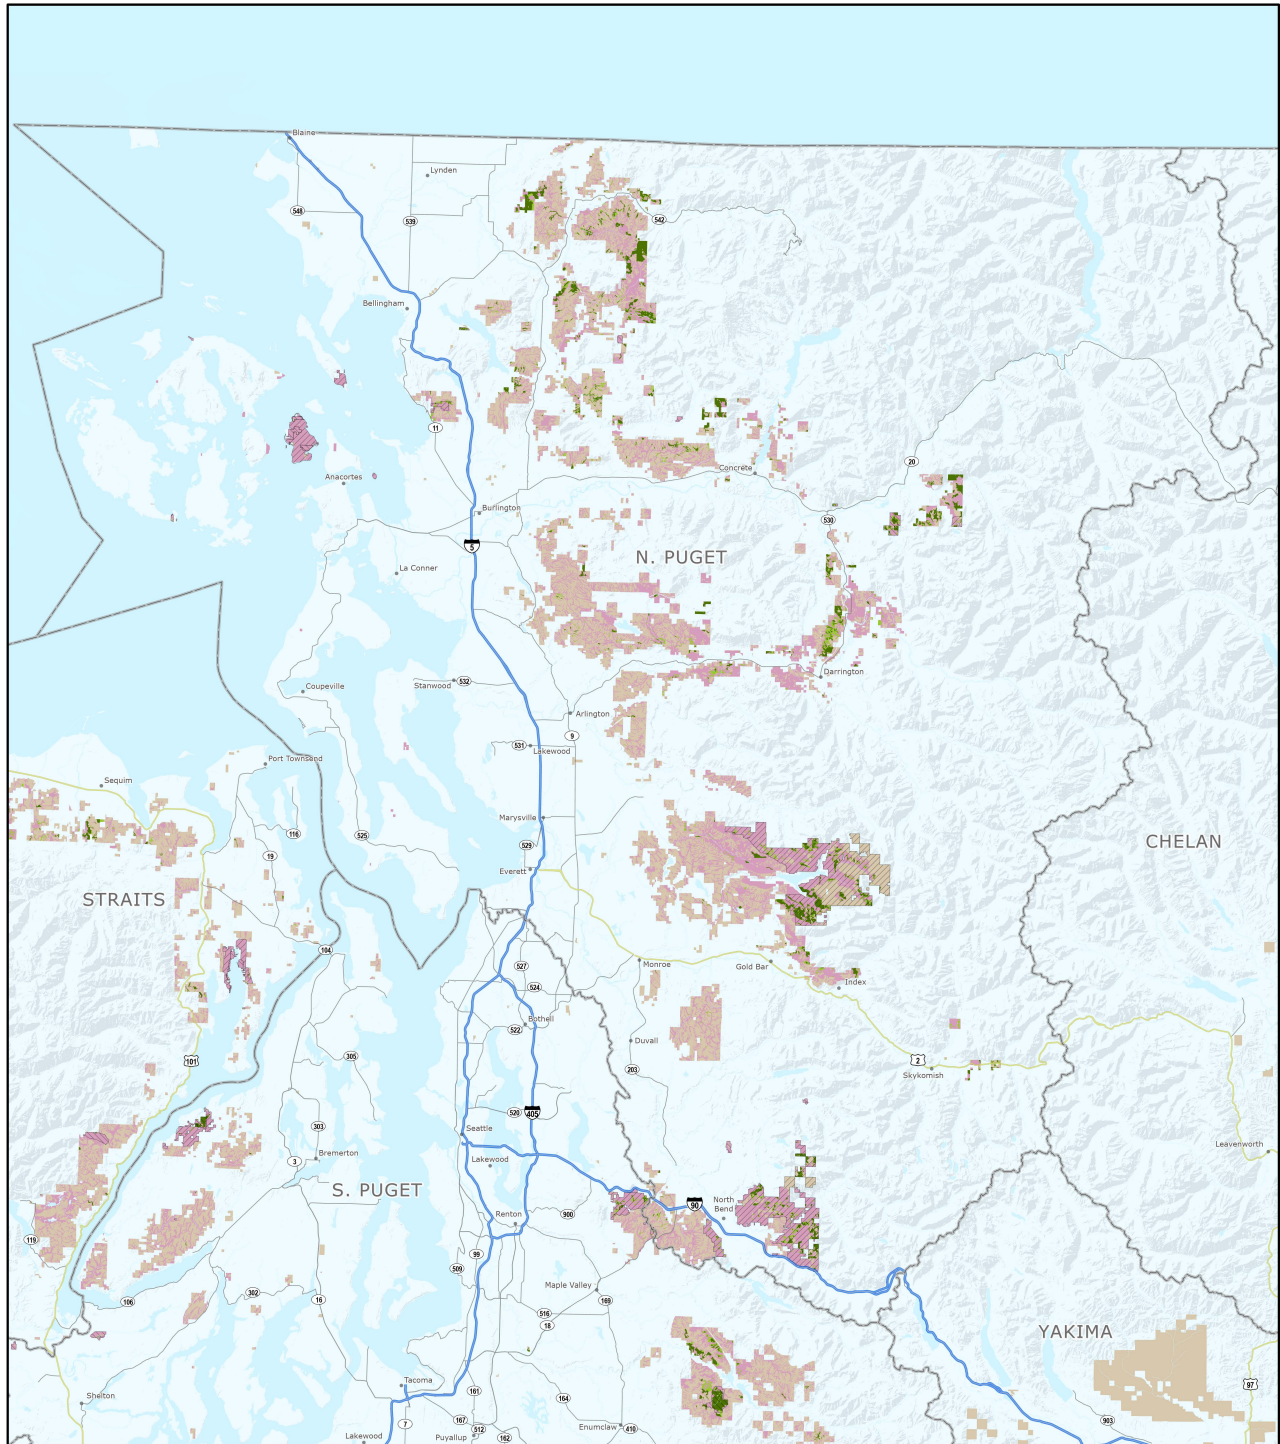 Blaine
Lynden
548
539
542
Bellingham
11
20
Concrete
Anacortes
Burlington
530
5
N. PUGET
La Conner
Darrington
Stanwood
532
Coupeville
Arlington
9
531
Lakewood
Port Townsend
Sequim
Marysville
116
525
529
CHELAN
19
Everett
STRAITS
104
Monroe
527
Gold Bar
Index
524
Bothell
522
Duvall
305
101
2
203
Skykomish
520
405
303
Seattle
Leavenworth
Bremerton
3
Lakewood
S. PUGET
North
Bend
90
Renton
900
119
99
509
Maple Valley
302
106
16
169
516
18
YAKIMA
Tacoma
97
Shelton
161
164
903
167
7
512
Enumclaw
410
Lakewood
Puyallup
162